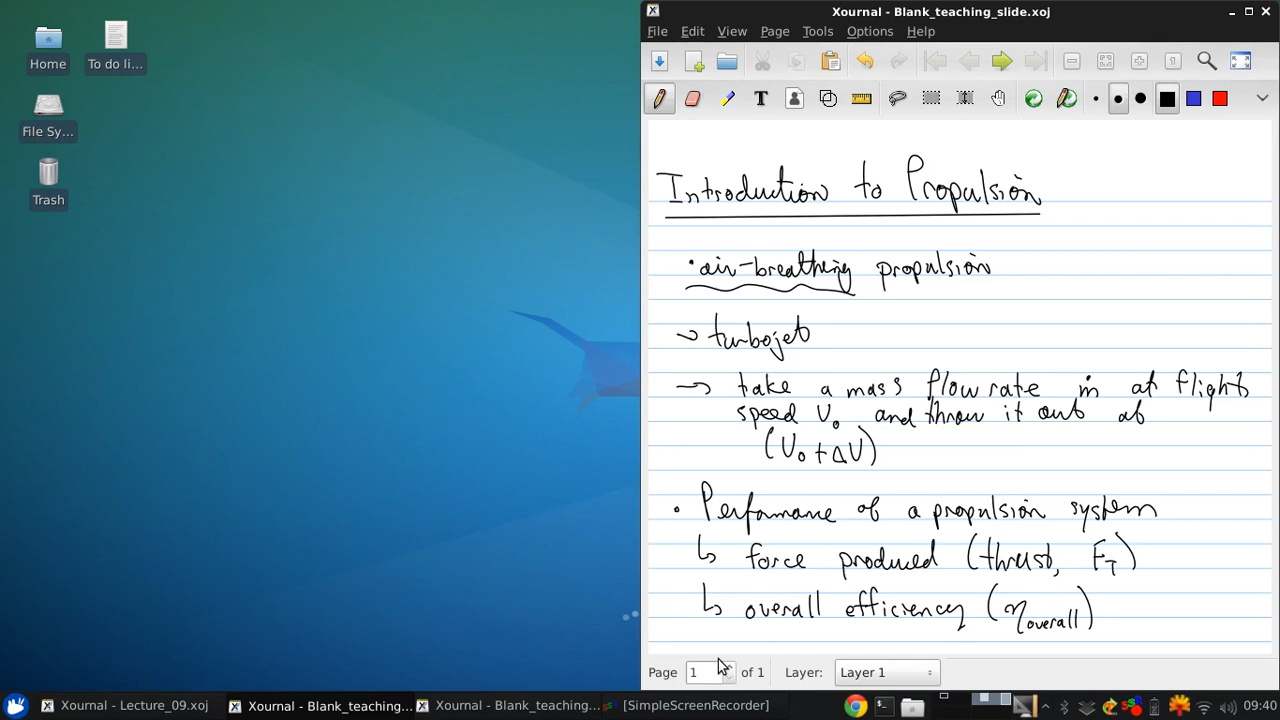 Xournal - Blank_teaching_slide.xoj
File Edit View Page Tools Options Help
Home
To do li...
File Sy...
Trash
Introduction to Propulsion
• air-breathing propulsion
→ turbojet
→ take a mass flow rate ṁ at flight
speed V₀ and throw it out at
(V₀ + ΔV)
• Performance of a propulsion system
↳ force produced (thrust, F_T)
↳ overall efficiency (η_overall)
Page 1 of 1 Layer: Layer 1
Xournal - Lecture_09.xoj
Xournal - Blank_teaching...
Xournal - Blank_teaching...
[SimpleScreenRecorder]
09:40